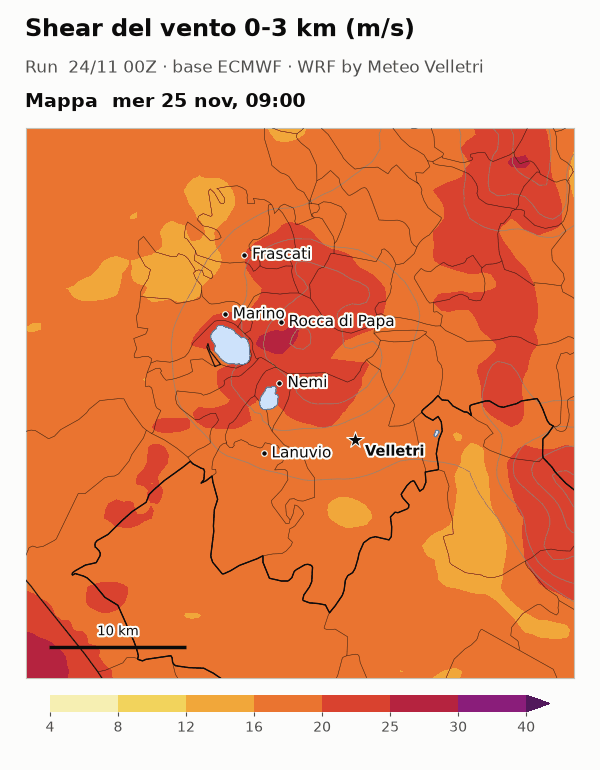 Shear del vento 0-3 km (m/s)
Run  24/11 00Z · base ECMWF · WRF by Meteo Velletri
Mappa  mer 25 nov, 09:00
Frascati
Marino
Rocca di Papa
Nemi
Velletri
Lanuvio
10 km
4 8 12 16 20 25 30 40